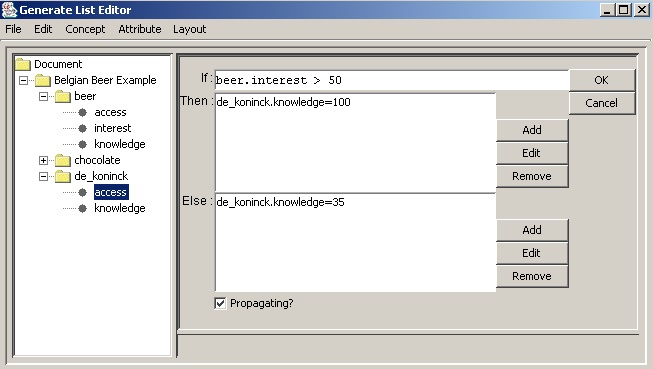 Generate List Editor
File Edit Concept Attribute Layout
Document
Belgian Beer Example
beer
access
interest
knowledge
chocolate
de_koninck
access
knowledge
If: beer.interest > 50
OK
Cancel
Then: de_koninck.knowledge=100
Add
Edit
Remove
Else: de_koninck.knowledge=35
Add
Edit
Remove
Propagating?